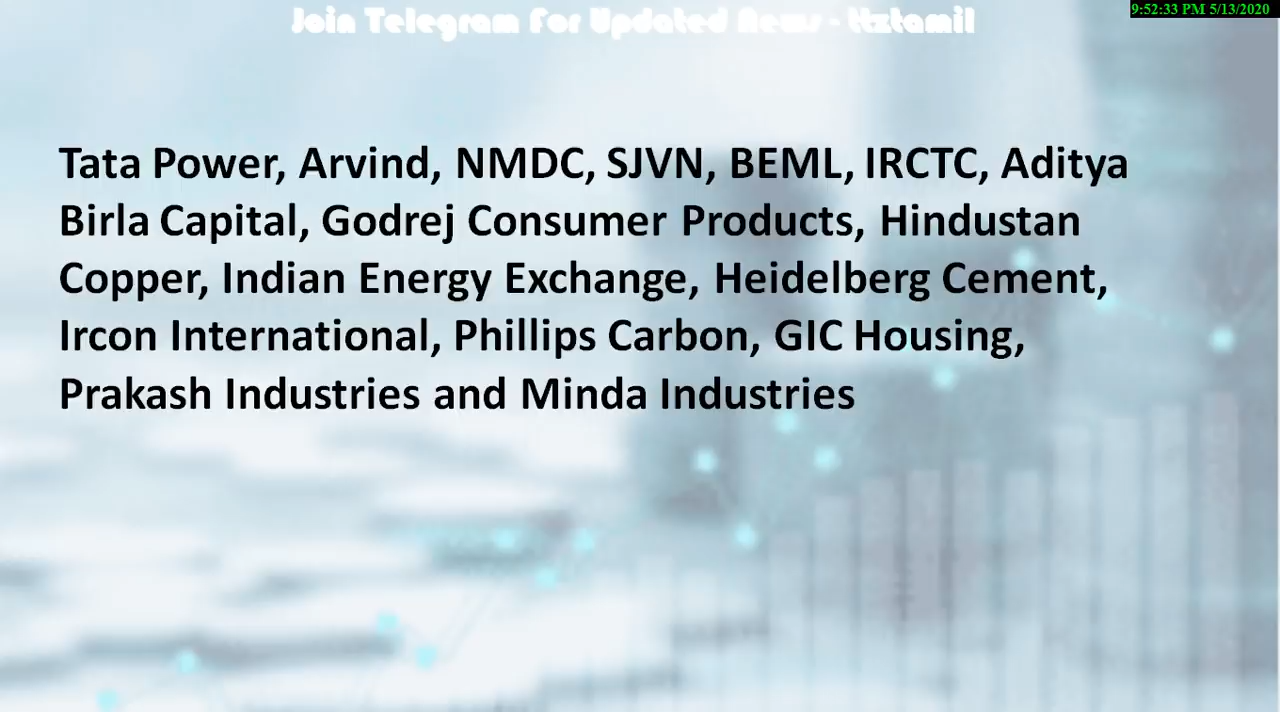 Join Telegram For Updated News - ttztamil
9:52:33 PM 5/13/2020
Tata Power, Arvind, NMDC, SJVN, BEML, IRCTC, Aditya
Birla Capital, Godrej Consumer Products, Hindustan
Copper, Indian Energy Exchange, Heidelberg Cement,
Ircon International, Phillips Carbon, GIC Housing,
Prakash Industries and Minda Industries